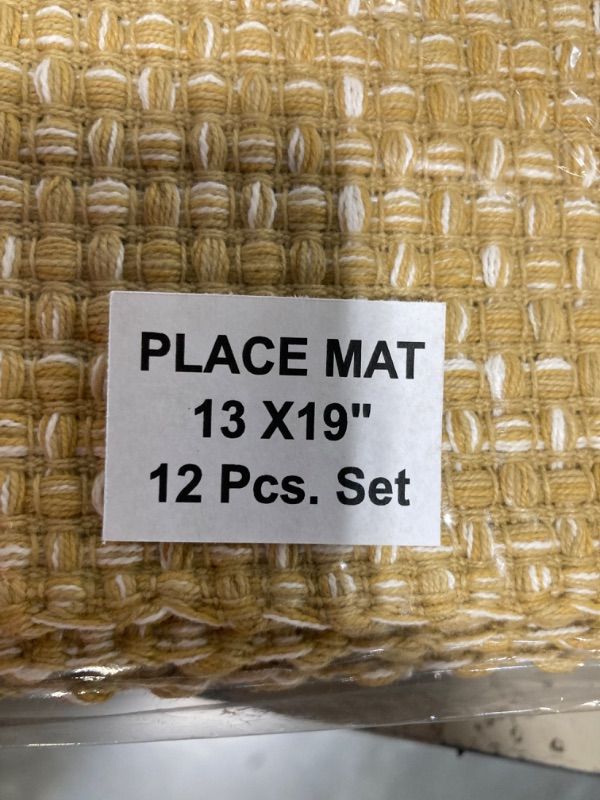 PLACE MAT
13 X19"
12 Pcs. Set